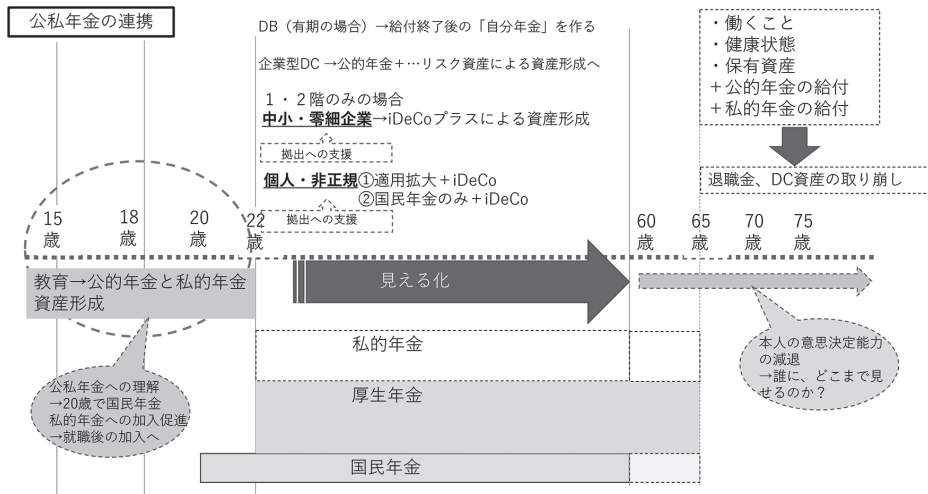 公私年金の連携
DB（有期の場合）→給付終了後の「自分年金」を作る
企業型DC →公的年金＋…リスク資産による資産形成へ
１・２階のみの場合
中小・零細企業→iDeCoプラスによる資産形成
拠出への支援
個人・非正規①適用拡大＋iDeCo
②国民年金のみ＋iDeCo
拠出への支援
・働くこと
・健康状態
・保有資産
＋公的年金の給付
＋私的年金の給付
退職金、DC資産の取り崩し
15
歳
18
歳
20
歳
22
歳
60
歳
65
歳
70
歳
75
歳
教育→公的年金と私的年金
資産形成
見える化
私的年金
厚生年金
国民年金
公私年金への理解
→20歳で国民年金
私的年金への加入促進
→就職後の加入へ
本人の意思決定能力
の減退
→誰に、どこまで見
せるのか？